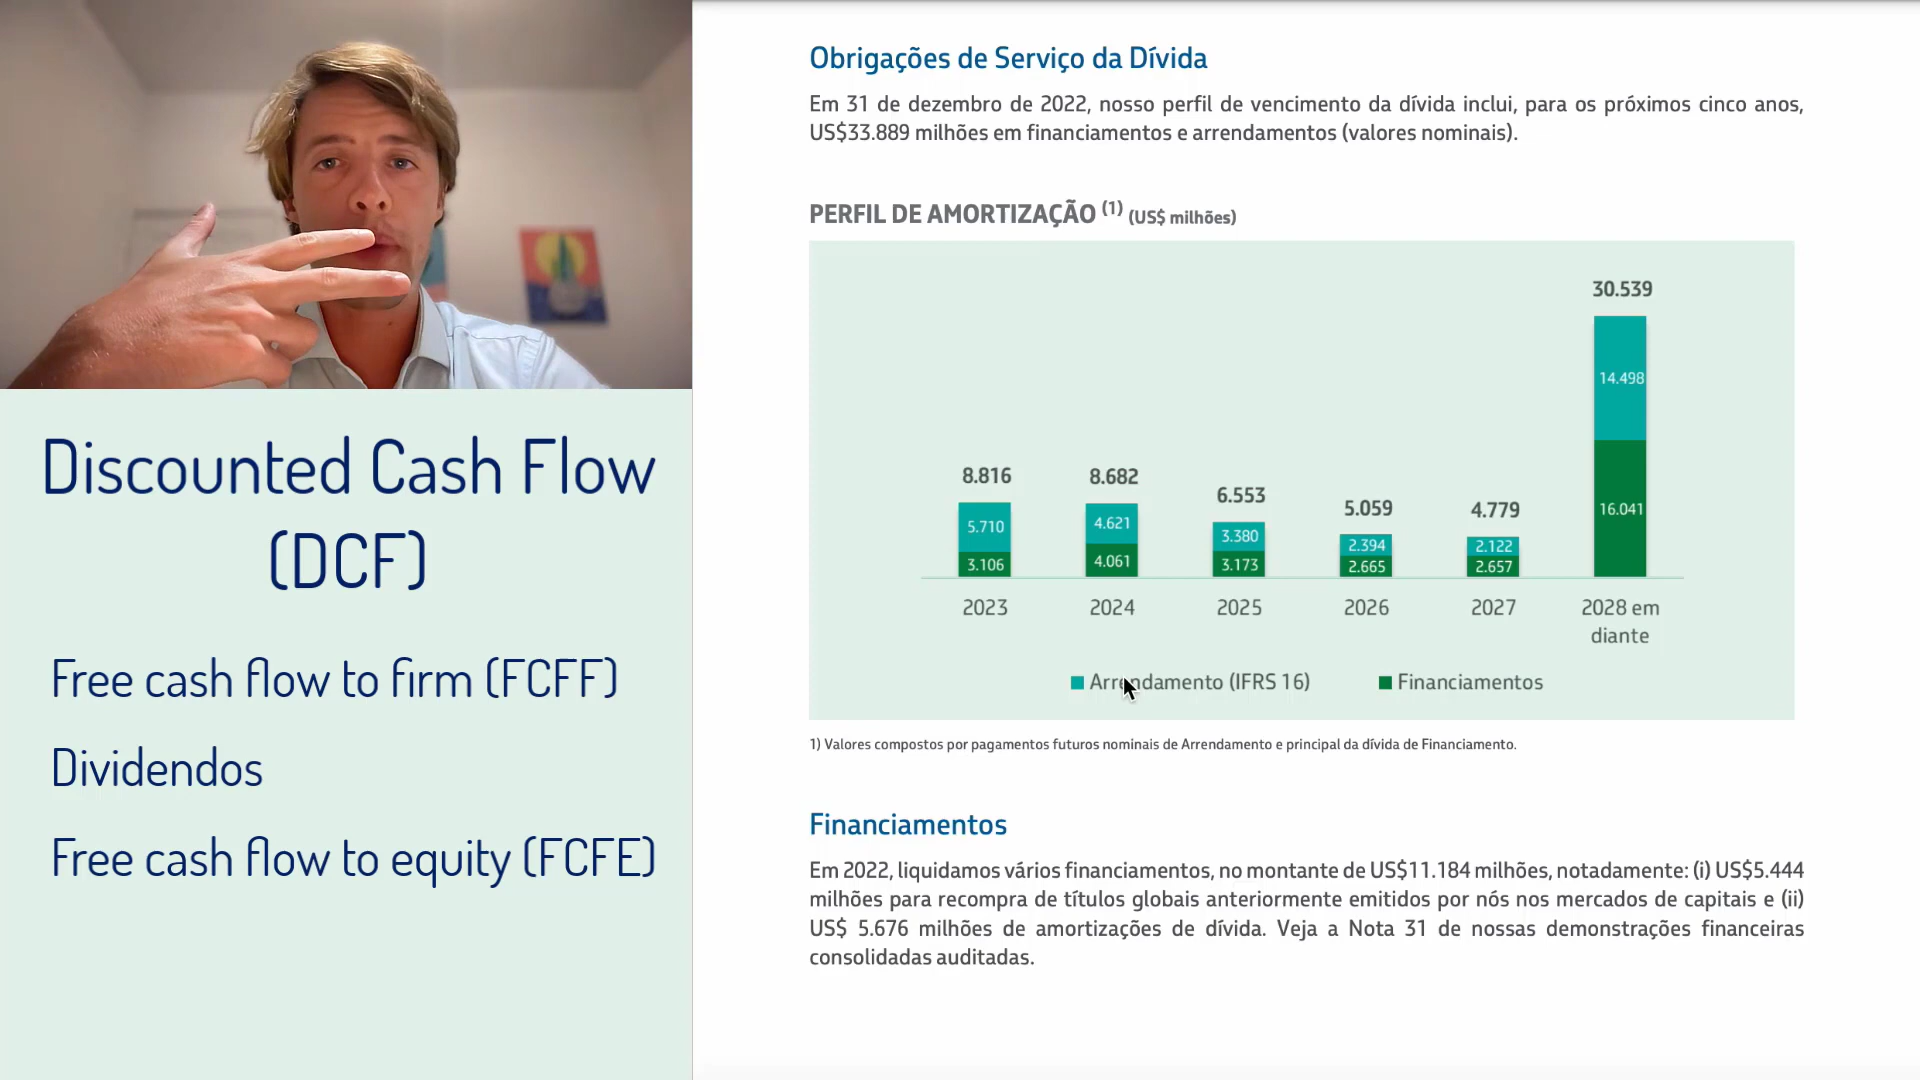 Discounted Cash Flow
(DCF)
Free cash flow to firm (FCFF)
Dividendos
Free cash flow to equity (FCFE)
Obrigações de Serviço da Dívida
Em 31 de dezembro de 2022, nosso perfil de vencimento da dívida inclui, para os próximos cinco anos,
US$33.889 milhões em financiamentos e arrendamentos (valores nominais).
PERFIL DE AMORTIZAÇÃO (1) (US$ milhões)
30.539
14.498
16.041
8.816 8.682 6.553 5.059 4.779
5.710 4.621 3.380 2.394 2.122
3.106 4.061 3.173 2.665 2.657
2023 2024 2025 2026 2027 2028 em
diante
Arrendamento (IFRS 16) Financiamentos
1) Valores compostos por pagamentos futuros nominais de Arrendamento e principal da dívida de Financiamento.
Financiamentos
Em 2022, liquidamos vários financiamentos, no montante de US$11.184 milhões, notadamente: (i) US$5.444
milhões para recompra de títulos globais anteriormente emitidos por nós nos mercados de capitais e (ii)
US$ 5.676 milhões de amortizações de dívida. Veja a Nota 31 de nossas demonstrações financeiras
consolidadas auditadas.